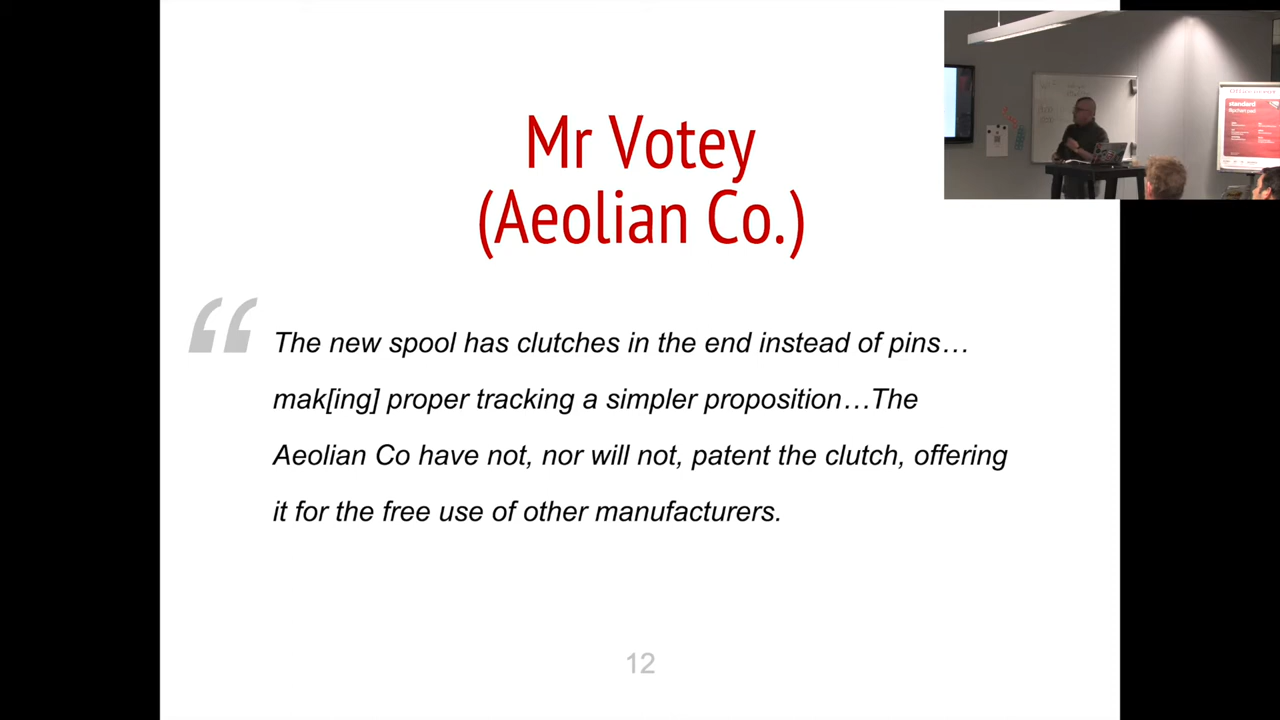 Mr Votey
(Aeolian Co.)
“
The new spool has clutches in the end instead of pins…
mak[ing] proper tracking a simpler proposition…The
Aeolian Co have not, nor will not, patent the clutch, offering
it for the free use of other manufacturers.
12
standard